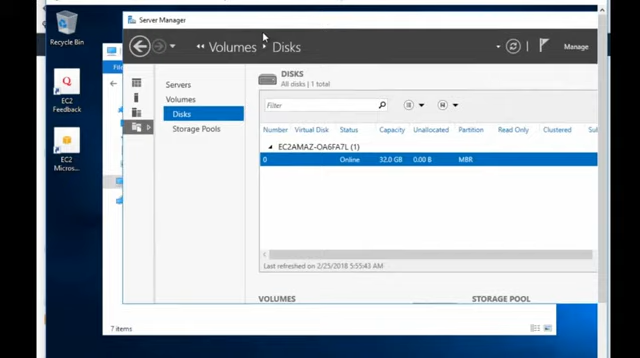 Server Manager
Recycle Bin
Volumes
Disks
Manage
File
EC2 Feedback
EC2 Micros...
Servers
Volumes
Disks
Storage Pools
DISKS
All disks | 1 total
Filter
Number Virtual Disk Status Capacity Unallocated Partition Read Only Clustered Sub
EC2AMAZ-OA6FA7L (1)
0 Online 32.0 GB 0.00 B MBR
Last refreshed on 2/25/2018 5:55:43 AM
VOLUMES
STORAGE POOL
7 items